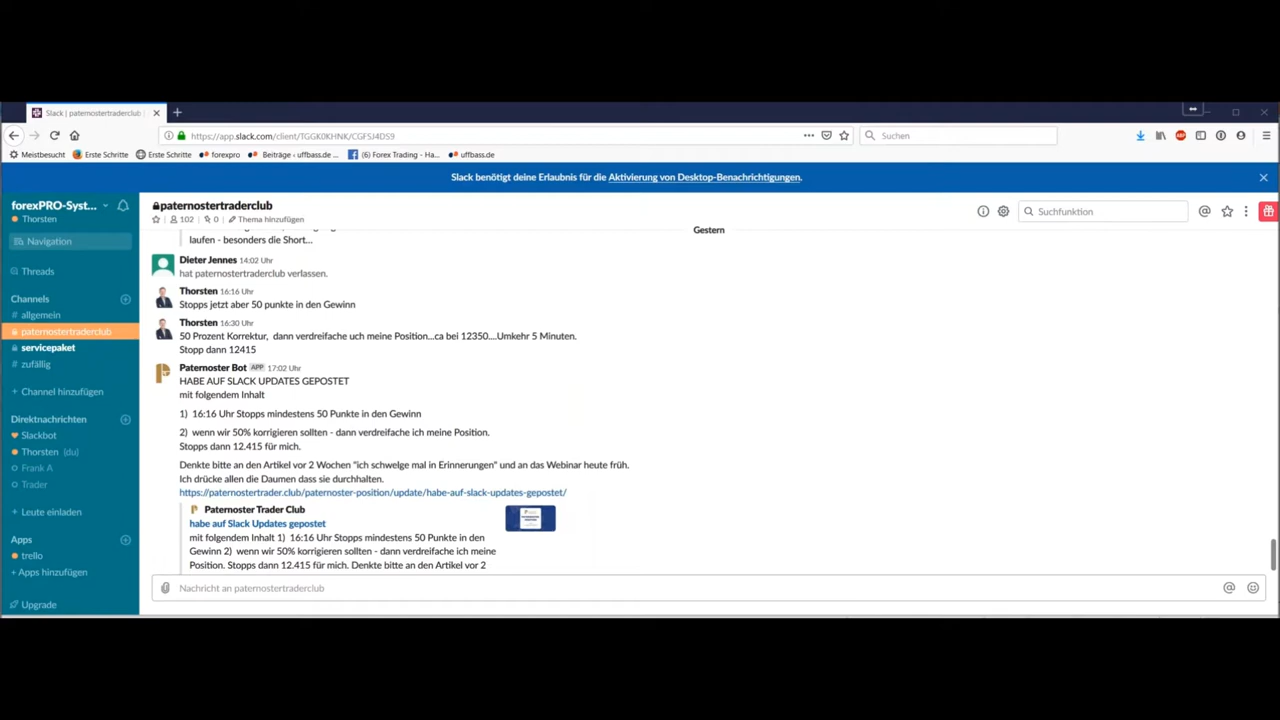 Slack | paternostertraderclub
https://app.slack.com/client/TGGK0KHNK/CGFSJ4DS9
Suchen
Meistbesucht
Erste Schritte
Erste Schritte
forexpro
Beiträge ‹ uffbass.de ...
(6) Forex Trading - Ha...
uffbass.de
Slack benötigt deine Erlaubnis für die Aktivierung von Desktop-Benachrichtigungen.
forexPRO-Syst...
Thorsten
Navigation
Threads
Channels
allgemein
paternostertraderclub
servicepaket
# zufällig
+ Channel hinzufügen
Direktnachrichten
Slackbot
Thorsten (du)
Frank A
Trader
+ Leute einladen
Apps
trello
+ Apps hinzufügen
Upgrade
paternostertraderclub
102
0
Thema hinzufügen
Suchfunktion
Gestern
laufen - besonders die Short...
Dieter Jennes 14:02 Uhr
hat paternostertraderclub verlassen.
Thorsten 16:16 Uhr
Stopps jetzt aber 50 punkte in den Gewinn
Thorsten 16:30 Uhr
50 Prozent Korrektur, dann verdreifache uch meine Position...ca bei 12350....Umkehr 5 Minuten.
Stopp dann 12415
Paternoster Bot APP 17:02 Uhr
HABE AUF SLACK UPDATES GEPOSTET
mit folgendem Inhalt
1) 16:16 Uhr Stopps mindestens 50 Punkte in den Gewinn
2) wenn wir 50% korrigieren sollten - dann verdreifache ich meine Position.
Stopps dann 12.415 für mich.
Denkte bitte an den Artikel vor 2 Wochen "ich schwelge mal in Erinnerungen" und an das Webinar heute früh.
Ich drücke allen die Daumen dass sie durchhalten.
https://paternostertrader.club/paternoster-position/update/habe-auf-slack-updates-gepostet/
Paternoster Trader Club
habe auf Slack Updates gepostet
mit folgendem Inhalt 1) 16:16 Uhr Stopps mindestens 50 Punkte in den
Gewinn 2) wenn wir 50% korrigieren sollten - dann verdreifache ich meine
Position. Stopps dann 12.415 für mich. Denkte bitte an den Artikel vor 2
Nachricht an paternostertraderclub